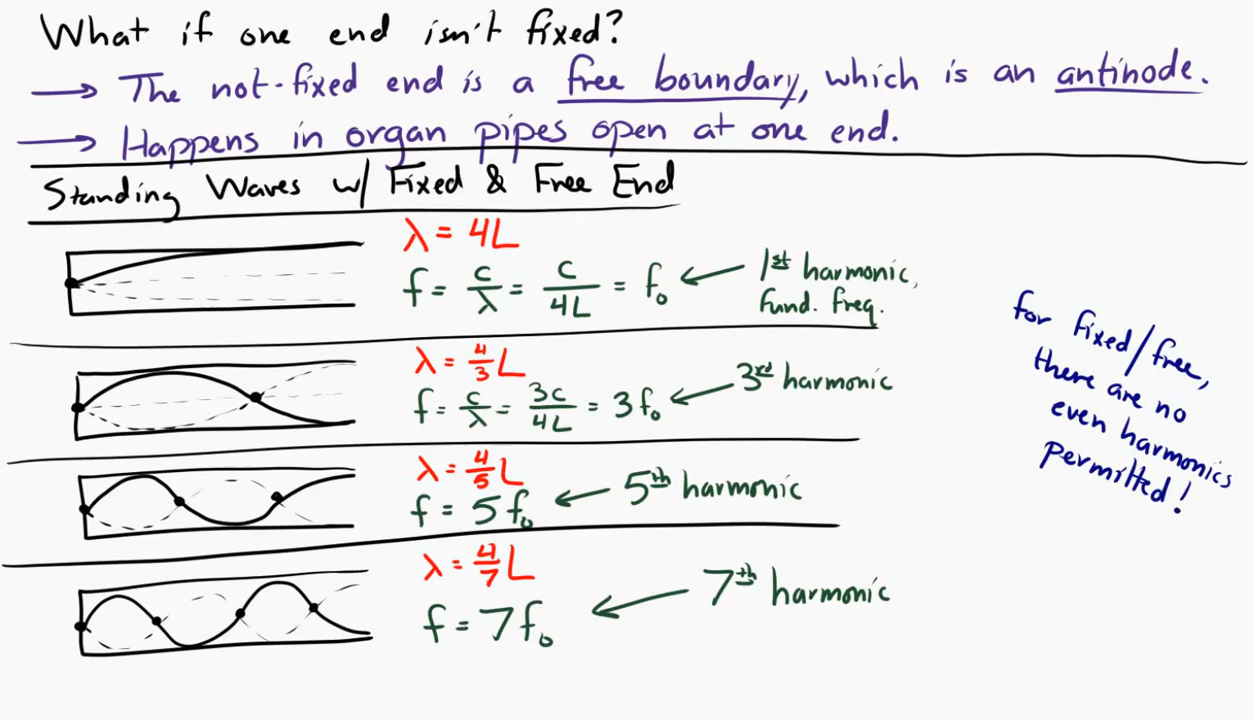 What if one end isn't fixed?
→ The not-fixed end is a free boundary, which is an antinode.
→ Happens in organ pipes open at one end.
Standing Waves w/ Fixed & Free End
λ = 4L
f = c/λ = c/4L = f₀ ← 1st harmonic,
fund. freq.
λ = 4/3 L
f = c/λ = 3c/4L = 3f₀ ← 3rd harmonic
λ = 4/5 L
f = 5f₀ ← 5th harmonic
λ = 4/7 L
f = 7f₀ ← 7th harmonic
for fixed/free,
there are no
even harmonics
permitted!